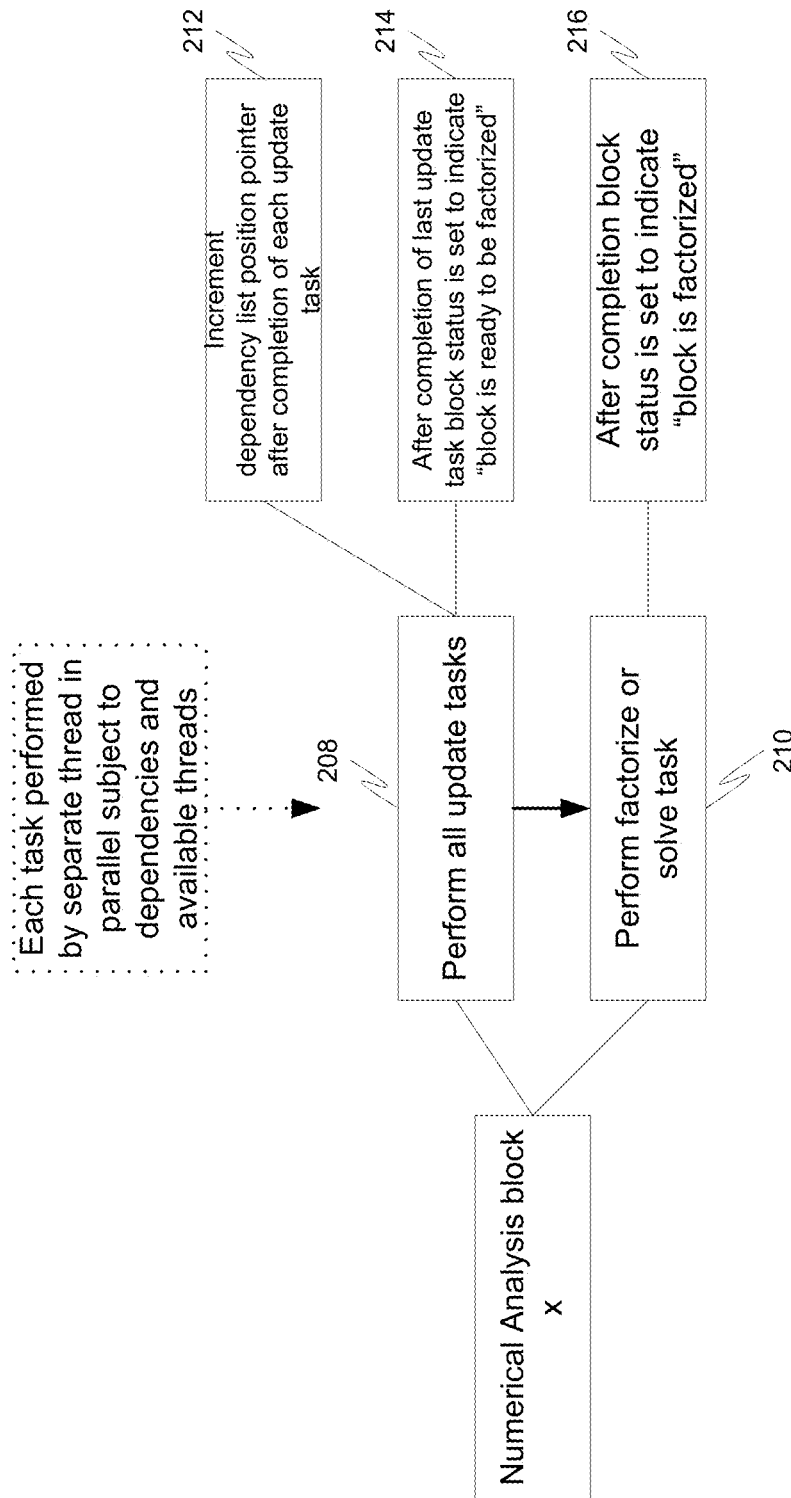 Each task performed
by separate thread in
parallel subject to
dependencies and
available threads
Numerical Analysis block
x
208
Perform all update tasks
Perform factorize or
solve task
210
Increment
dependency list position pointer
after completion of each update
task
212
After completion of last update
task block status is set to indicate
“block is ready to be factorized”
214
After completion block
status is set to indicate
“block is factorized”
216